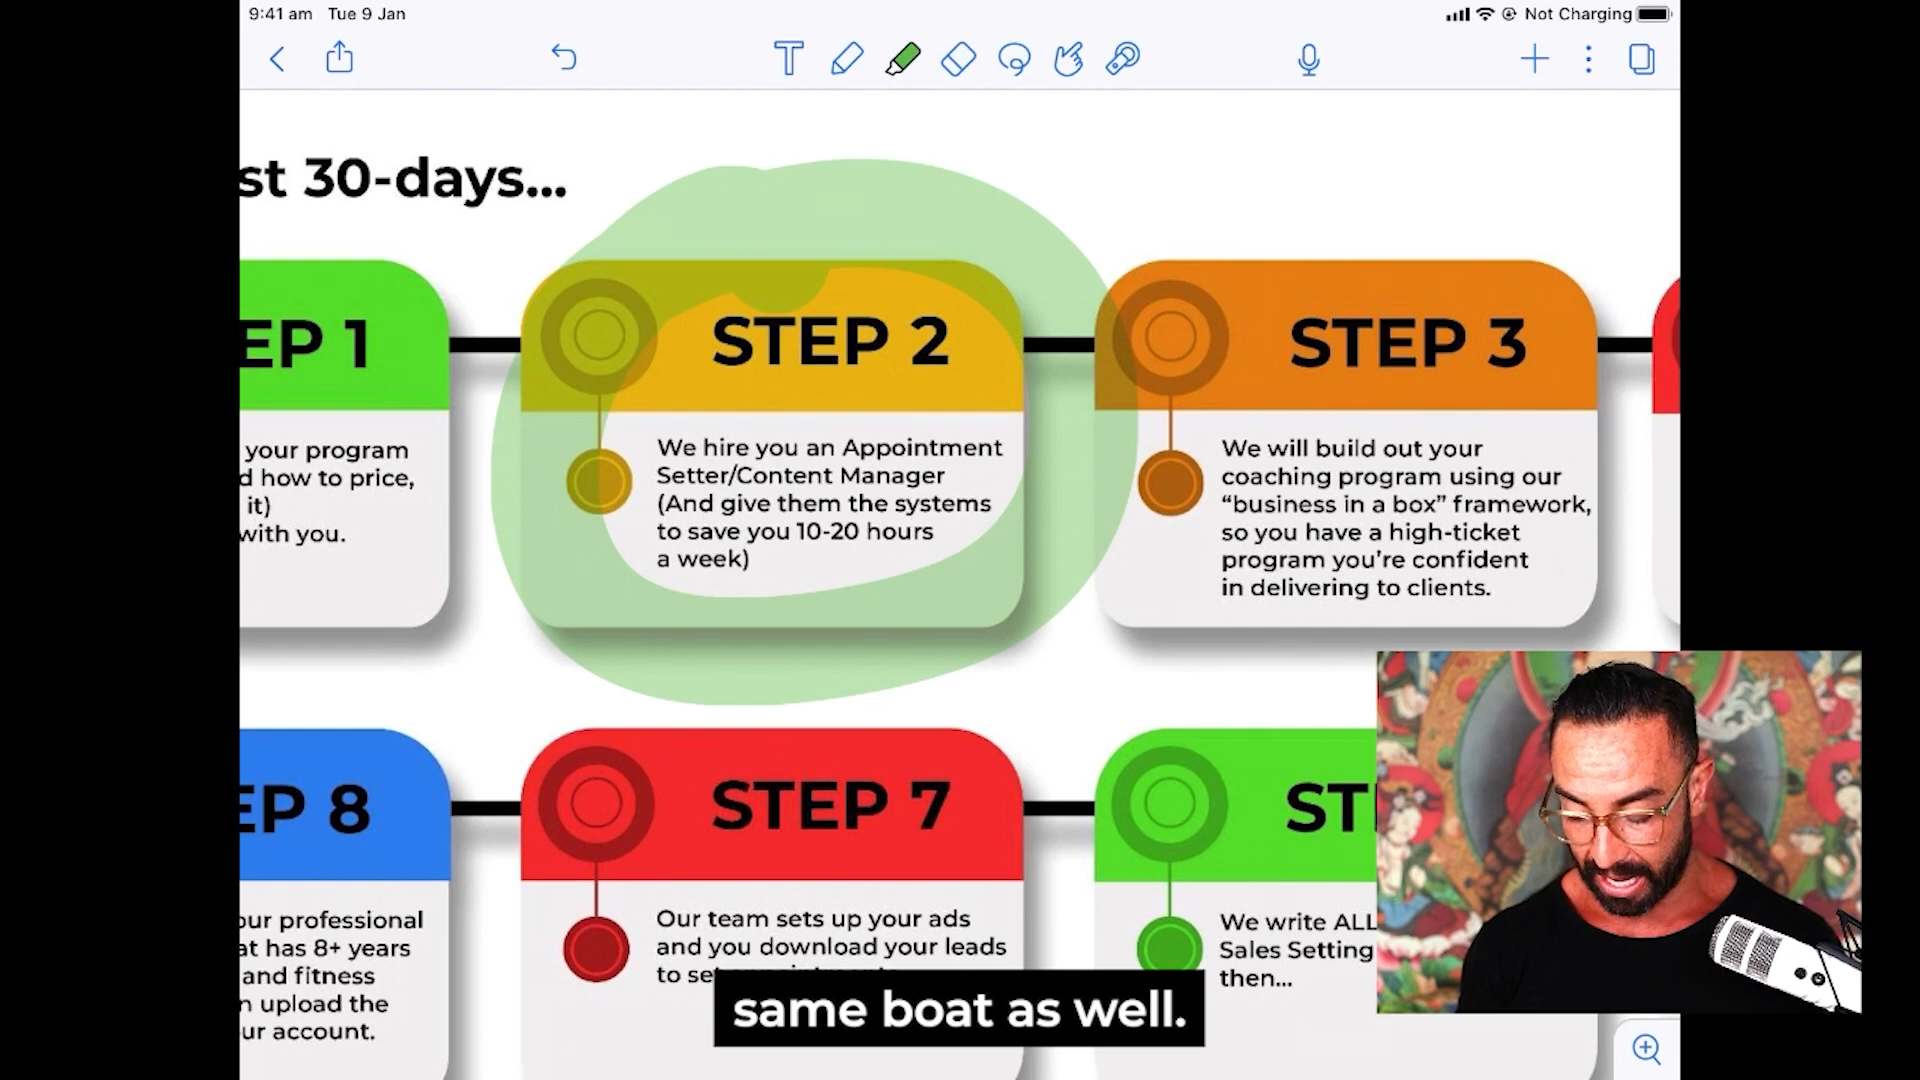 9:41 am Tue 9 Jan
Not Charging
st 30-days...
EP 1
your program
d how to price,
it)
with you.
STEP 2
We hire you an Appointment
Setter/Content Manager
(And give them the systems
to save you 10-20 hours
a week)
STEP 3
We will build out your
coaching program using our
“business in a box” framework,
so you have a high-ticket
program you’re confident
in delivering to clients.
EP 8
our professional
at has 8+ years
and fitness
n upload the
ur account.
STEP 7
Our team sets up your ads
and you download your leads
to set
ST
We write ALL
Sales Setting
then...
same boat as well.